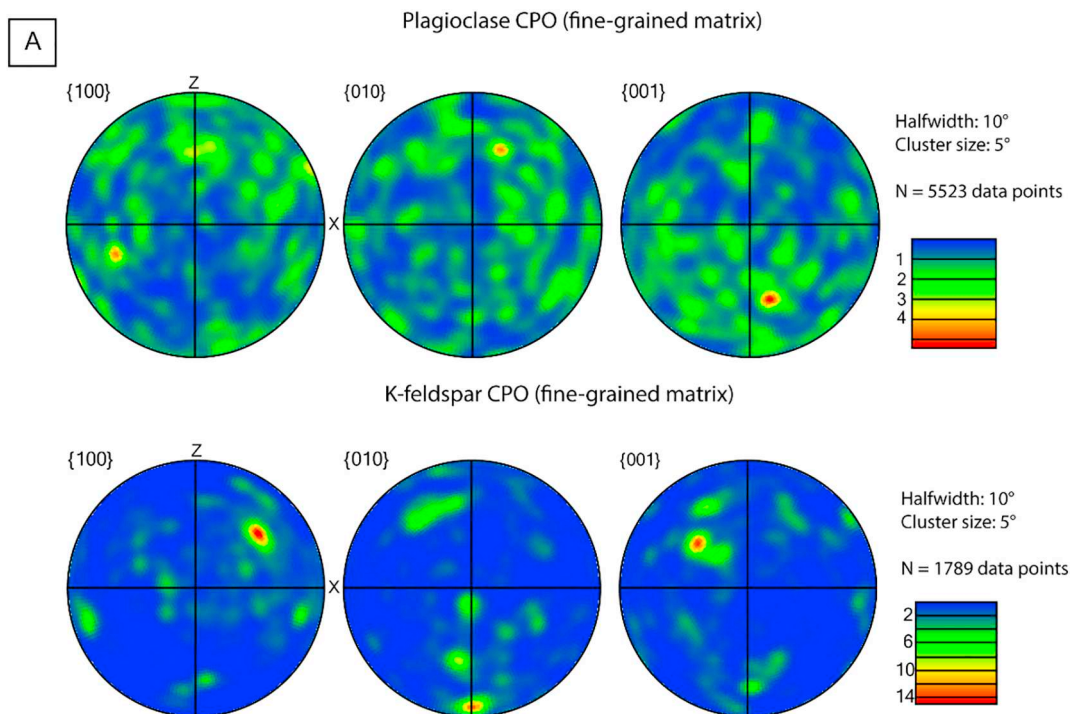 A
Plagioclase CPO (fine-grained matrix)
{100}
Z
{010}
{001}
X
Halfwidth: 10°
Cluster size: 5°
N = 5523 data points
1
2
3
4
K-feldspar CPO (fine-grained matrix)
{100}
Z
{010}
{001}
X
Halfwidth: 10°
Cluster size: 5°
N = 1789 data points
2
6
10
14